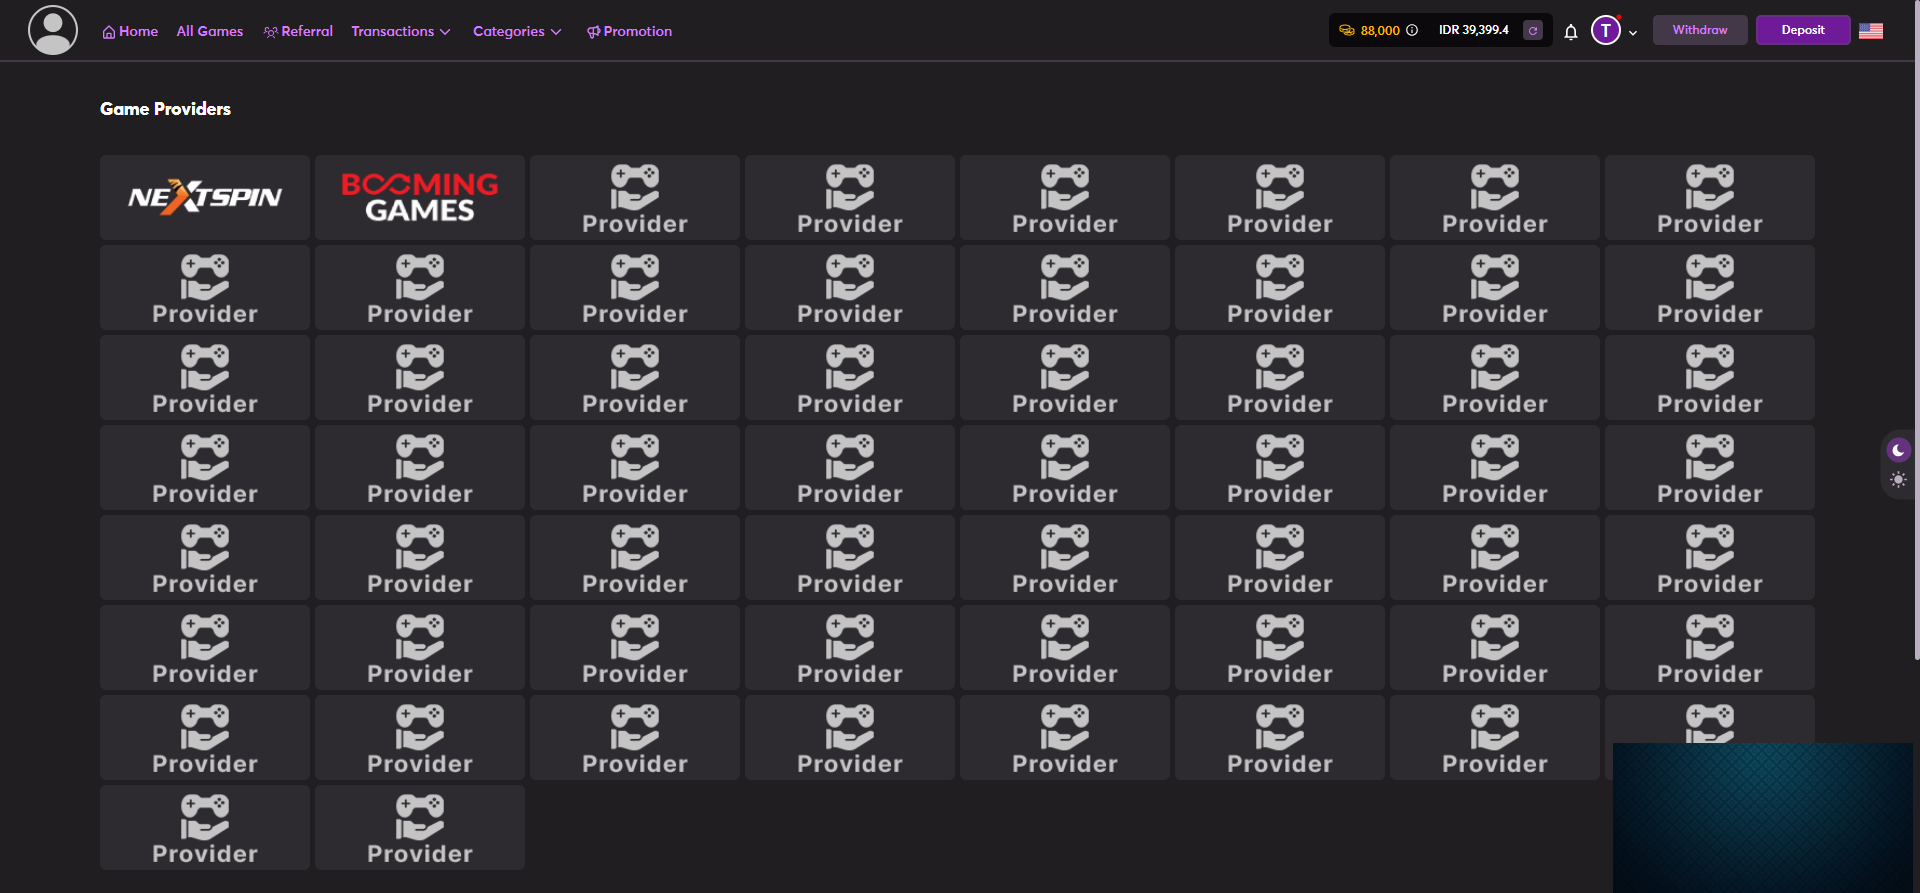 Home All Games Referral Transactions Categories Promotion 88,000 IDR 39,399.4 T Withdraw Deposit
Game Providers
NEXTSPIN BOOMING GAMES Provider Provider Provider Provider Provider Provider
Provider Provider Provider Provider Provider Provider Provider Provider
Provider Provider Provider Provider Provider Provider Provider Provider
Provider Provider Provider Provider Provider Provider Provider Provider
Provider Provider Provider Provider Provider Provider Provider Provider
Provider Provider Provider Provider Provider Provider Provider Provider
Provider Provider Provider Provider Provider Provider Provider
Provider Provider